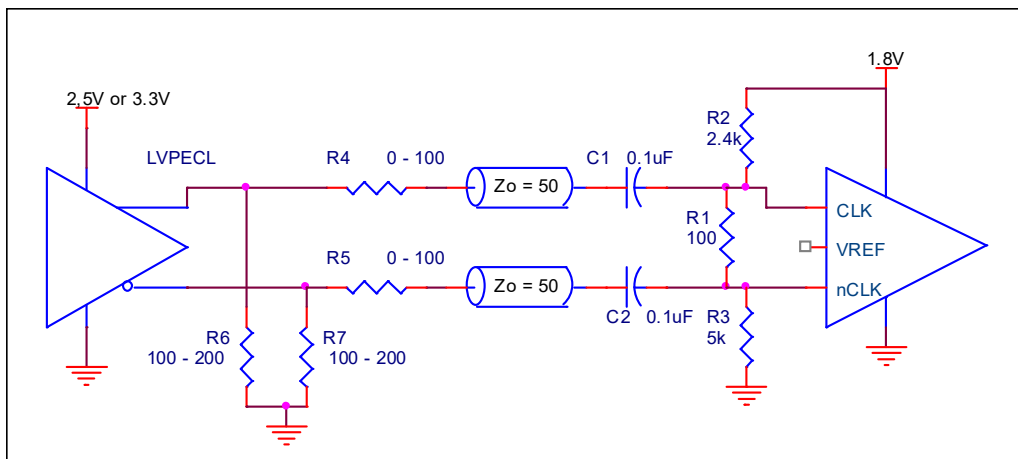 1.8V
2.5V or 3.3V
R2
2.4k
LVPECL
R4 0 - 100
C1 0.1uF
Zo = 50
CLK
R1
100
VREF
R5 0 - 100
Zo = 50
nCLK
C2 0.1uF
R3
5k
R6
100 - 200
R7
100 - 200